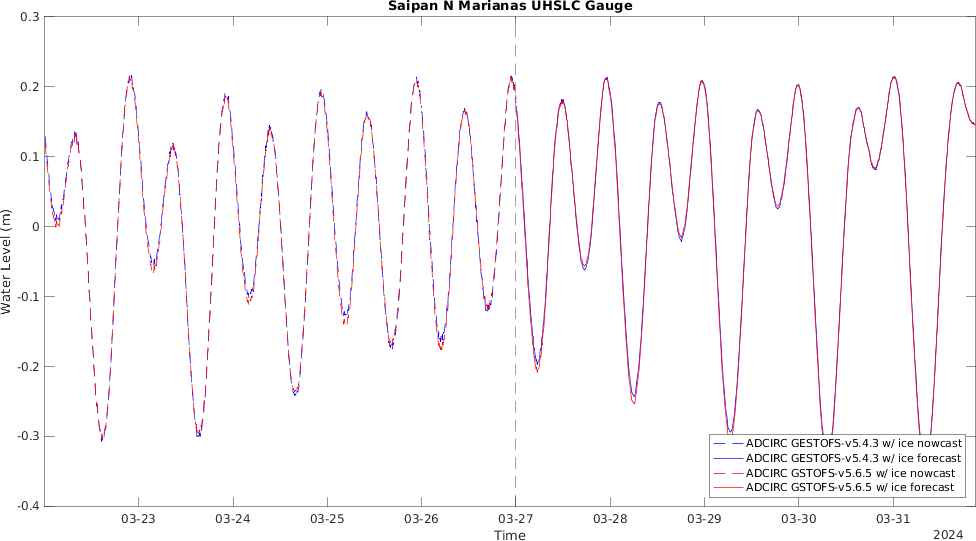 Saipan N Marianas UHSLC Gauge
0.3
0.2
0.1
0
-0.1
-0.2
-0.3
-0.4
Water Level (m)
ADCIRC GESTOFS-v5.4.3 w/ ice nowcast
ADCIRC GESTOFS-v5.4.3 w/ ice forecast
ADCIRC GSTOFS-v5.6.5 w/ ice nowcast
ADCIRC GSTOFS-v5.6.5 w/ ice forecast
03-23 03-24 03-25 03-26 03-27 03-28 03-29 03-30 03-31
Time
2024